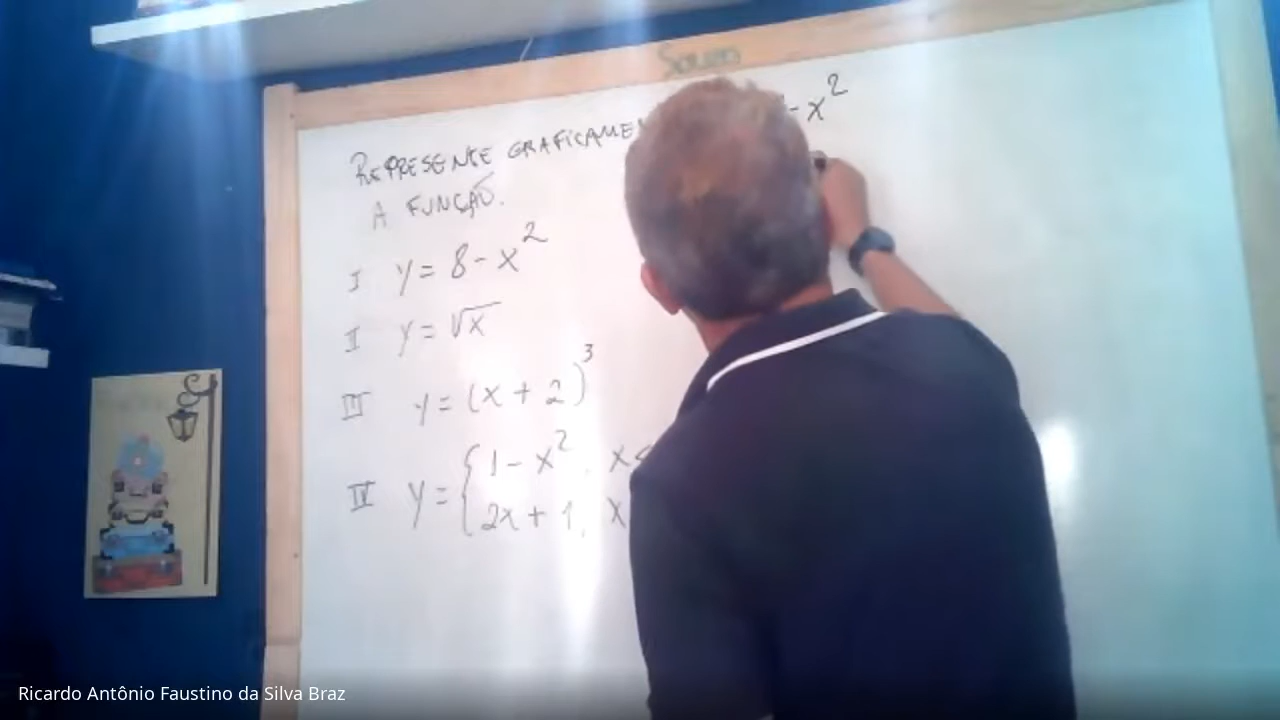 REPRESENTE GRAFICAMEN
- x²
A FUNÇÃO.
I y = 8 - x²
II y = √x
III y = (x + 2)³
IV y = { 1 - x², x <
2x + 1, x
Ricardo Antônio Faustino da Silva Braz